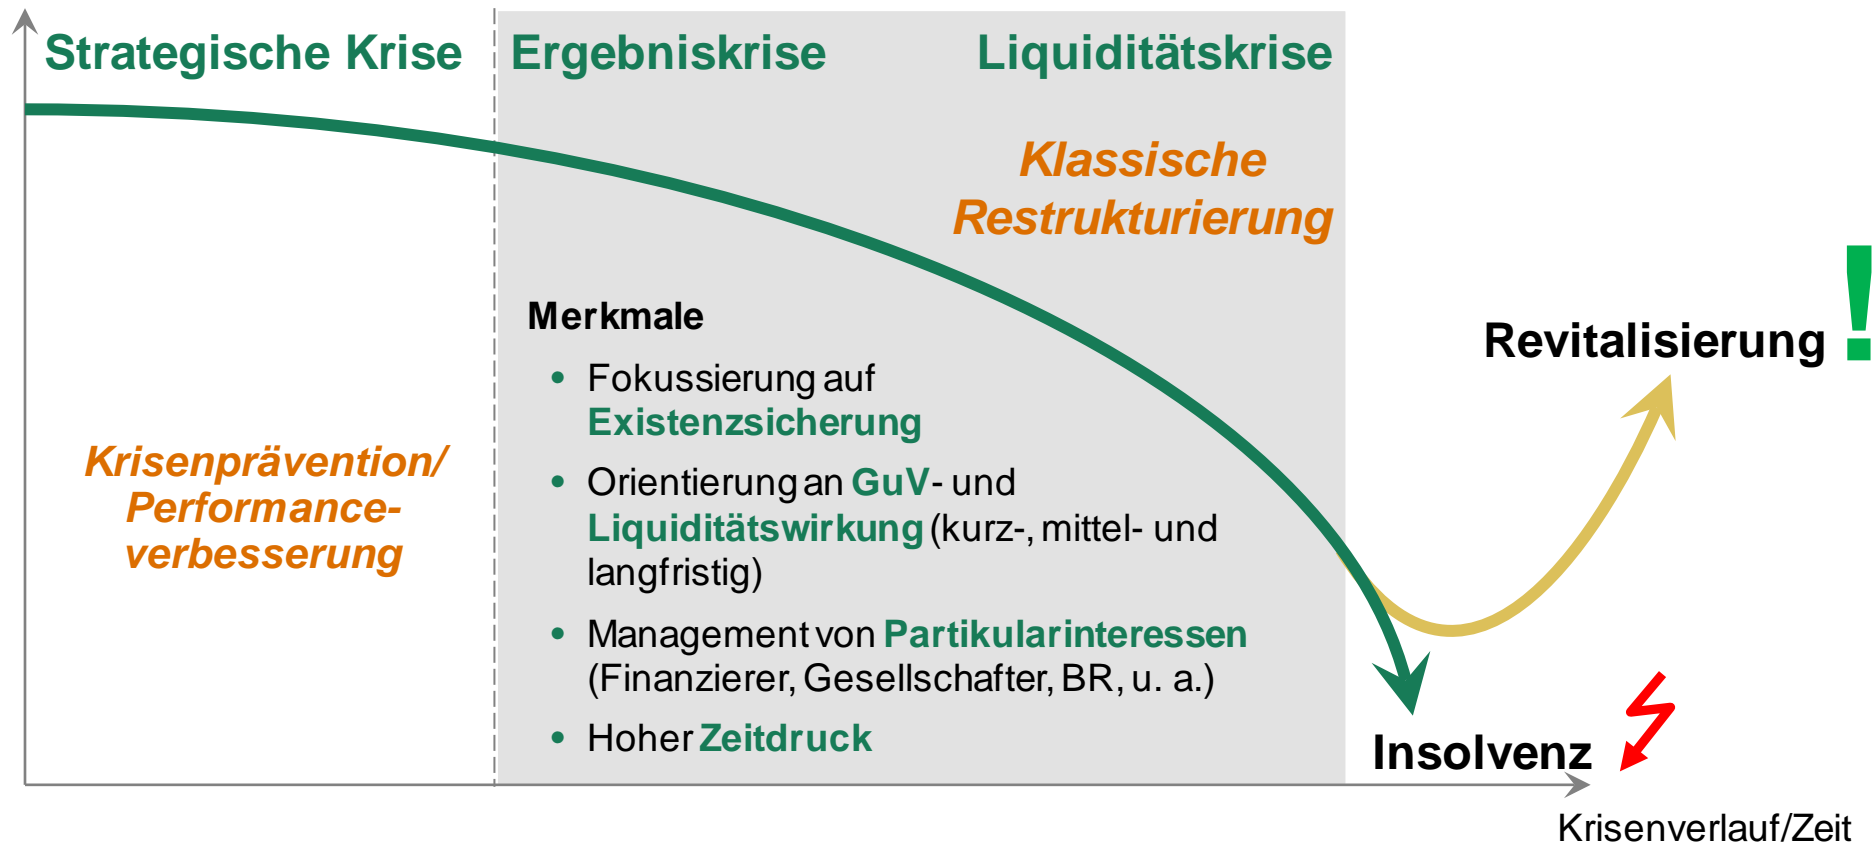 Strategische Krise
Ergebniskrise
Liquiditätskrise
Klassische
Restrukturierung
Krisenprävention/
Performance-
verbesserung
Merkmale
• Fokussierung auf
Existenzsicherung
• Orientierung an GuV- und
Liquiditätswirkung (kurz-, mittel- und
langfristig)
• Management von Partikularinteressen
(Finanzierer, Gesellschafter, BR, u. a.)
• Hoher Zeitdruck
Revitalisierung !
Insolvenz
Krisenverlauf/Zeit